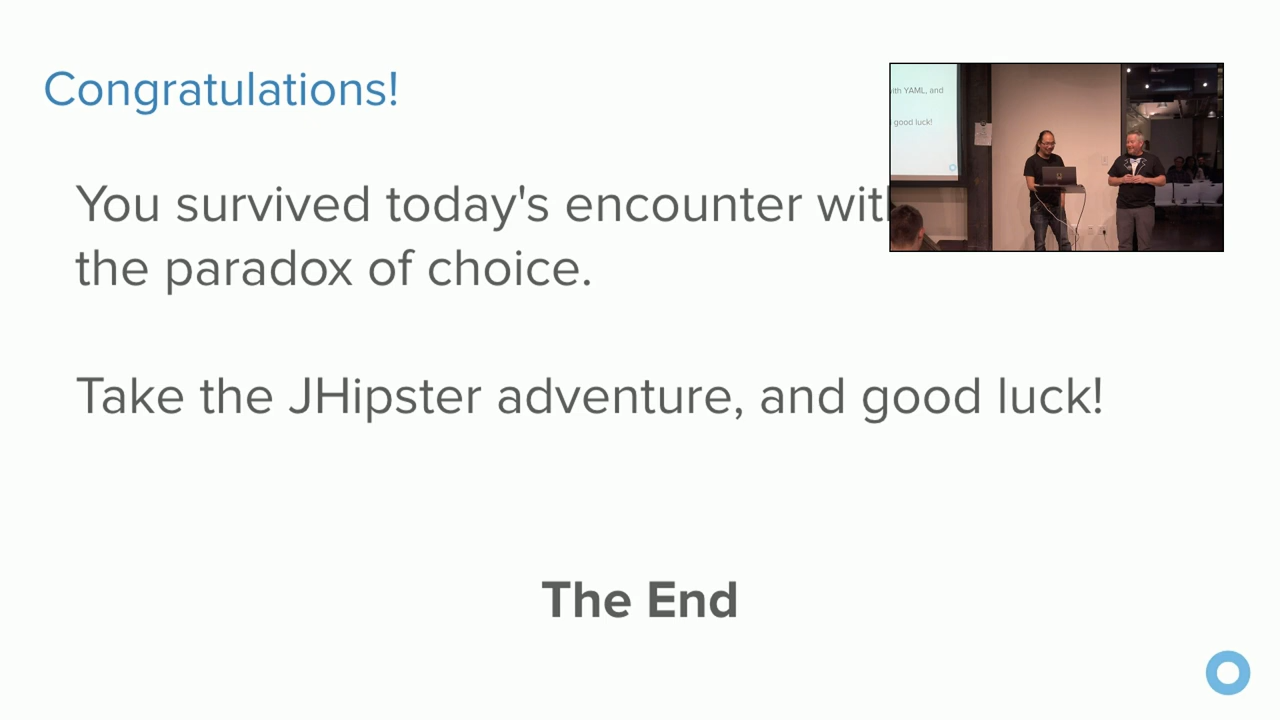 Congratulations!
You survived today's encounter with
the paradox of choice.
Take the JHipster adventure, and good luck!
The End
with YAML, and
good luck!